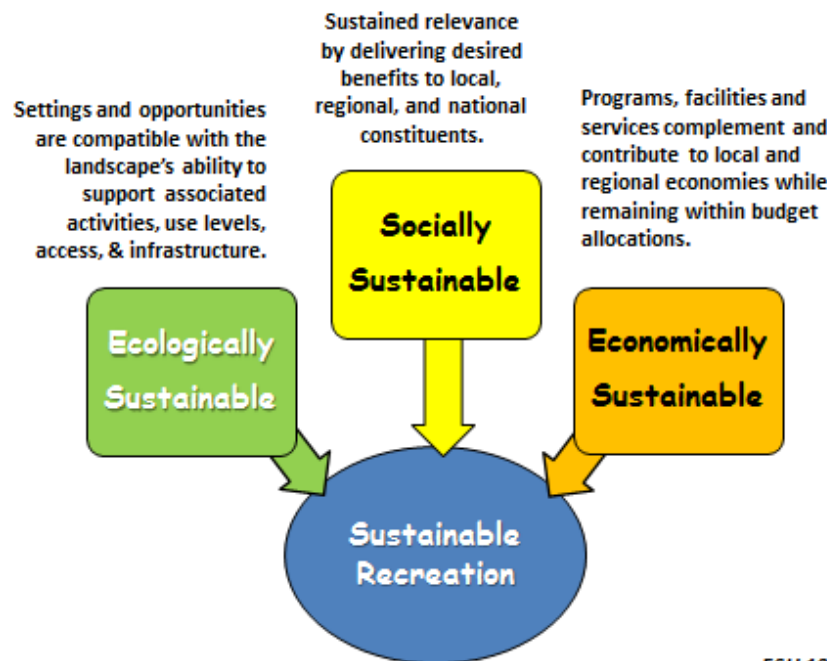 Sustained relevance
by delivering desired
benefits to local,
regional, and national
constituents.
Settings and opportunities
are compatible with the
landscape's ability to
support associated
activities, use levels,
access, & infrastructure.
Programs, facilities and
services complement and
contribute to local and
regional economies while
remaining within budget
allocations.
Socially
Sustainable
Ecologically
Sustainable
Economically
Sustainable
Sustainable
Recreation